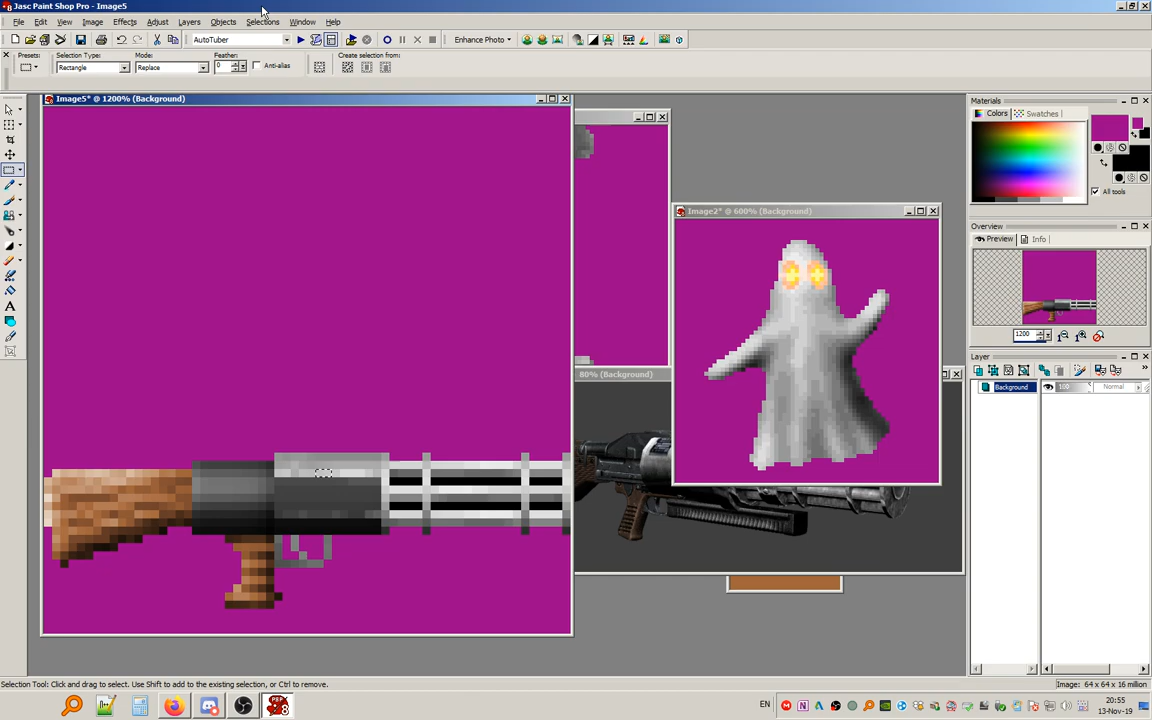 Jasc Paint Shop Pro - Image5
File Edit View Image Effects Adjust Layers Objects Selections Window Help
AutoTuber
Enhance Photo
Presets:
Selection Type:
Mode:
Feather:
Create selection from:
Rectangle
Replace
0
Anti-alias
Image5* @ 1200% (Background)
Image2* @ 600% (Background)
80% (Background)
Materials
Colors
Swatches
All tools
Overview
Preview
Info
1200
Layer
Background
100
Normal
Selection Tool: Click and drag to select. Use Shift to add to the existing selection, or Ctrl to remove.
Image: 64 x 64 x 16 million
EN
20:55
13-Nov-19